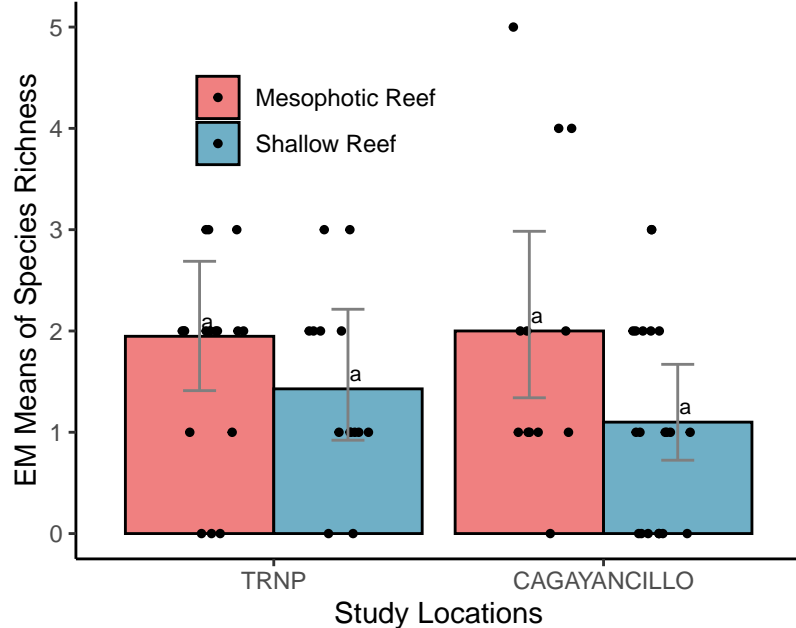 5
4
3
2
1
0
EM Means of Species Richness
Mesophotic Reef
Shallow Reef
a
a
a
a
TRNP
CAGAYANCILLO
Study Locations